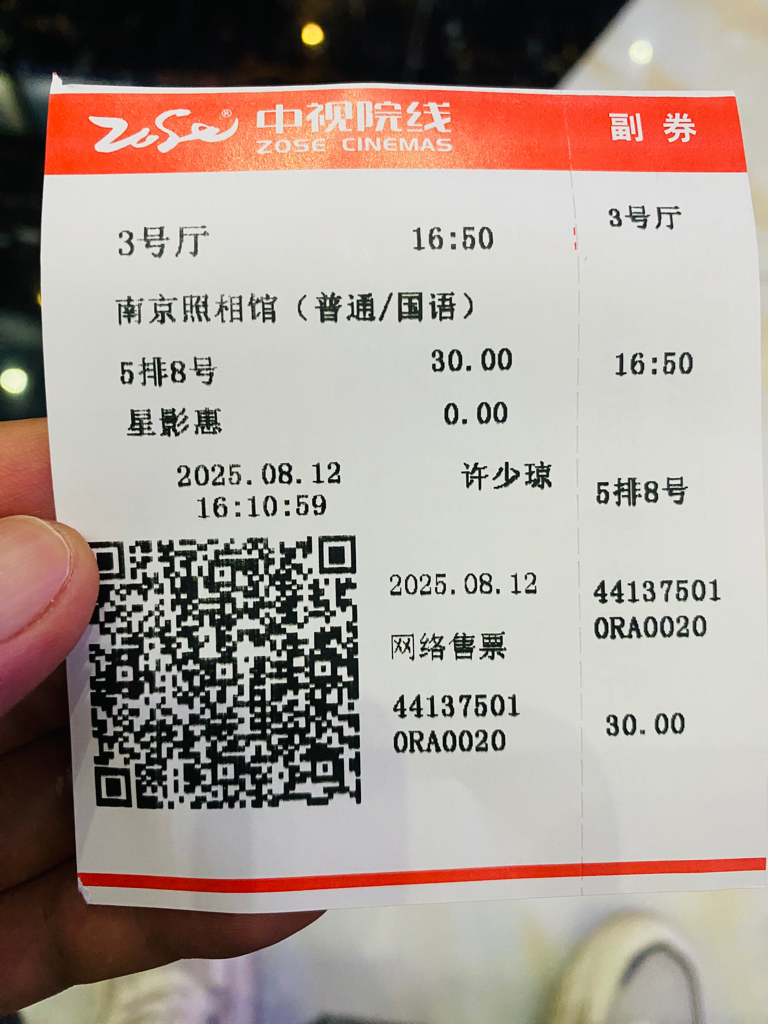 ZOSE® 中视院线
ZOSE CINEMAS
副 券
3号厅 16:50
南京照相馆（普通/国语）
5排8号 30.00
星影惠 0.00
2025.08.12 许少琼
16:10:59
2025.08.12
网络售票
44137501
0RA0020
3号厅
16:50
5排8号
44137501
0RA0020
30.00